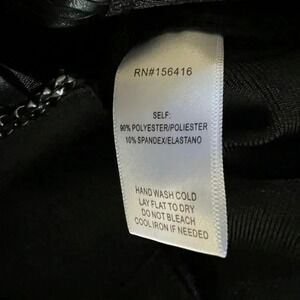 RN#156416
SELF:
90% POLYESTER/POLIESTER
10% SPANDEX/ELASTANO
HAND WASH COLD
LAY FLAT TO DRY
DO NOT BLEACH
COOL IRON IF NEEDED